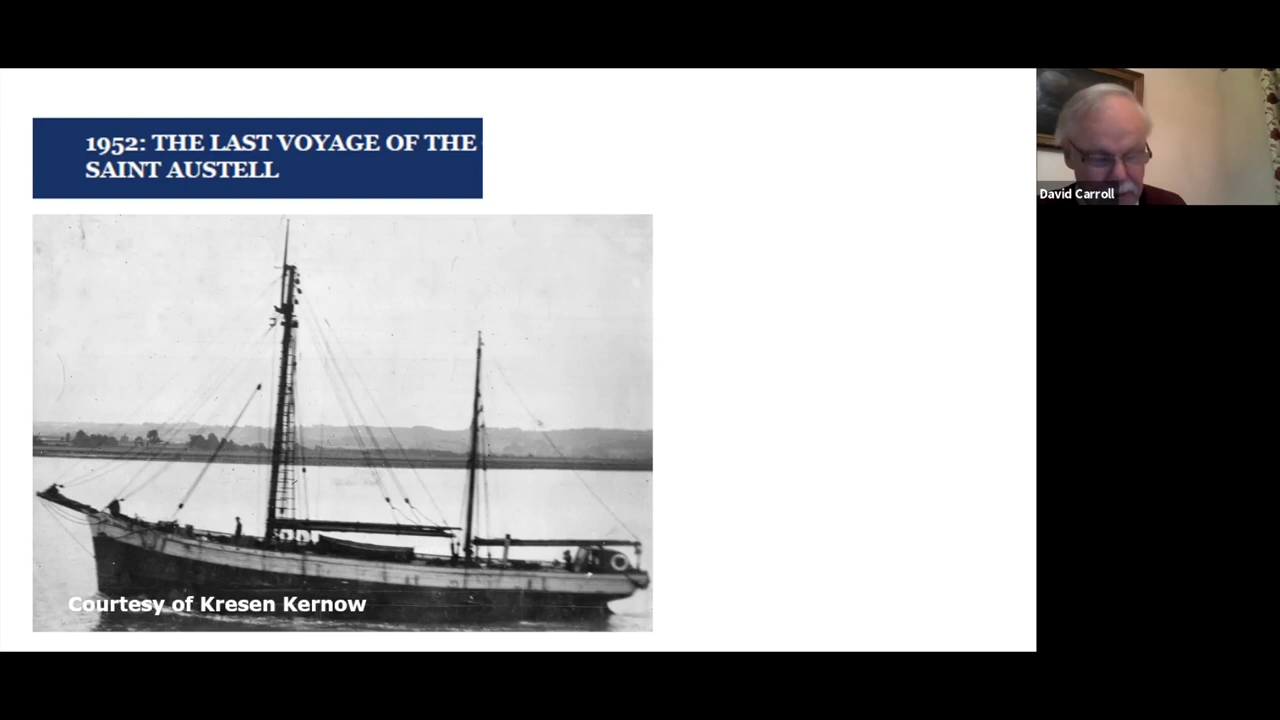 1952: THE LAST VOYAGE OF THE
SAINT AUSTELL
David Carroll
Courtesy of Kresen Kernow